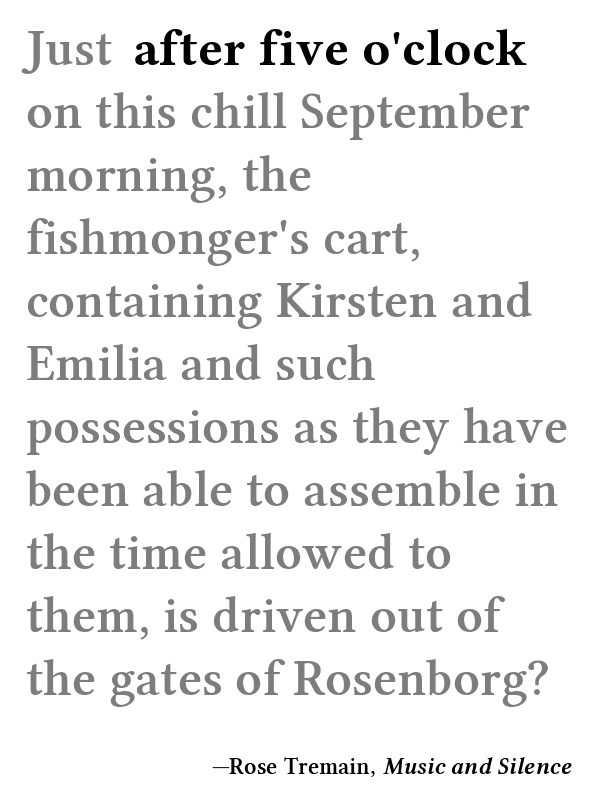 Just after five o'clock
on this chill September
morning, the
fishmonger's cart,
containing Kirsten and
Emilia and such
possessions as they have
been able to assemble in
the time allowed to
them, is driven out of
the gates of Rosenborg?
—Rose Tremain, Music and Silence